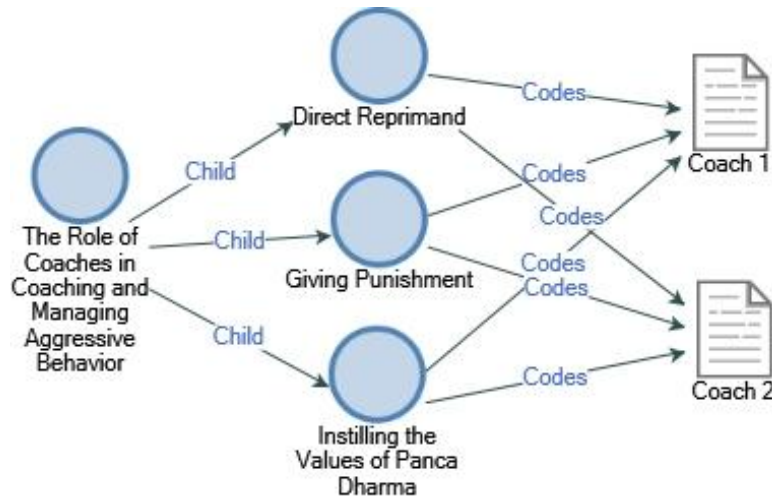 Codes
Direct Reprimand
Coach 1
Child
Codes
The Role of
Coaches in
Coaching and
Managing
Aggressive
Behavior
Child
Giving Punishment
Codes
Codes
Codes
Child
Codes
Coach 2
Instilling the
Values of Panca
Dharma